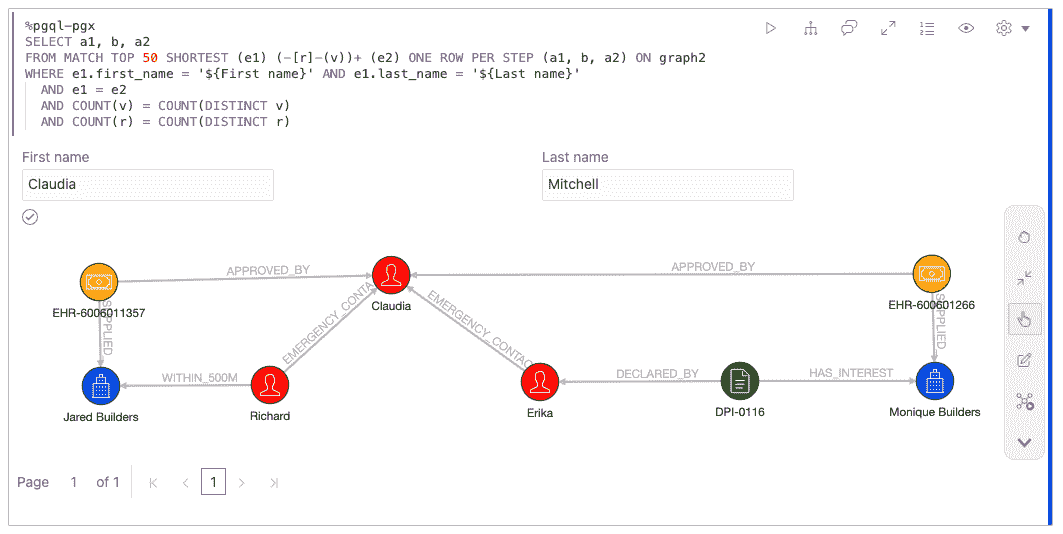 %pgql-pgx
SELECT a1, b, a2
FROM MATCH TOP 50 SHORTEST (e1) (-[r]-(v))+ (e2) ONE ROW PER STEP (a1, b, a2) ON graph2
WHERE e1.first_name = '${First name}' AND e1.last_name = '${Last name}'
AND e1 = e2
AND COUNT(v) = COUNT(DISTINCT v)
AND COUNT(r) = COUNT(DISTINCT r)
First name
Last name
Claudia
Mitchell
APPROVED_BY
APPROVED_BY
EHR-6006011357
Claudia
EHR-600601266
SUPPLIED
EMERGENCY_CONTA
EMERGENCY_CONTAC
SUPPLIED
WITHIN_500M
DECLARED_BY
HAS_INTEREST
Jared Builders
Richard
Erika
DPI-0116
Monique Builders
Page 1 of 1
1